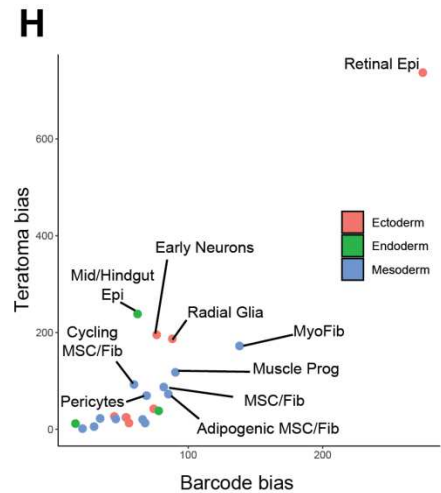 H
Retinal Epi
600
Teratoma bias
Ectoderm
Endoderm
Mesoderm
400
Early Neurons
Mid/Hindgut
Epi
Radial Glia
MyoFib
200
Cycling
MSC/Fib
Muscle Prog
Pericytes
MSC/Fib
Adipogenic MSC/Fib
0
100
200
Barcode bias